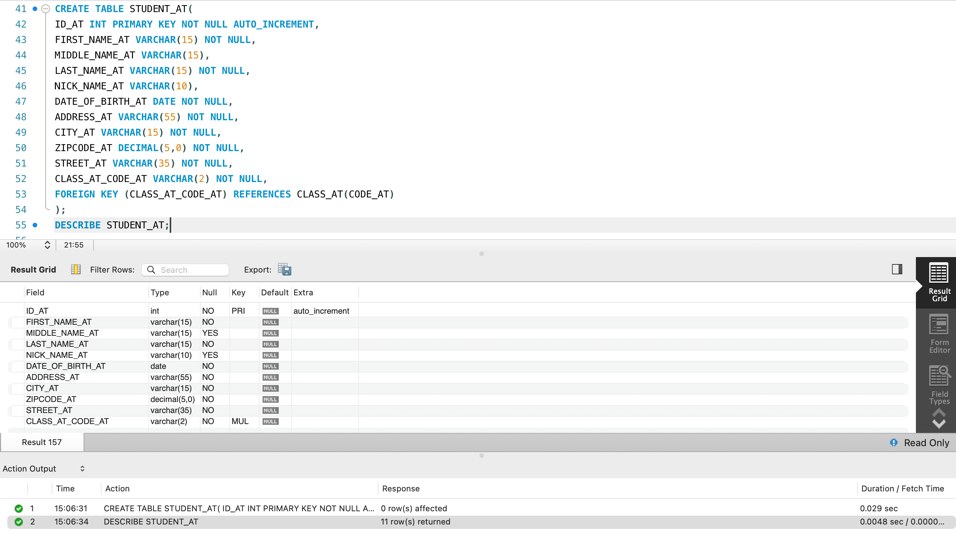 41 CREATE TABLE STUDENT_AT(
42 ID_AT INT PRIMARY KEY NOT NULL AUTO_INCREMENT,
43 FIRST_NAME_AT VARCHAR(15) NOT NULL,
44 MIDDLE_NAME_AT VARCHAR(15),
45 LAST_NAME_AT VARCHAR(15) NOT NULL,
46 NICK_NAME_AT VARCHAR(10),
47 DATE_OF_BIRTH_AT DATE NOT NULL,
48 ADDRESS_AT VARCHAR(55) NOT NULL,
49 CITY_AT VARCHAR(15) NOT NULL,
50 ZIPCODE_AT DECIMAL(5,0) NOT NULL,
51 STREET_AT VARCHAR(35) NOT NULL,
52 CLASS_AT_CODE_AT VARCHAR(2) NOT NULL,
53 FOREIGN KEY (CLASS_AT_CODE_AT) REFERENCES CLASS_AT(CODE_AT)
54 );
55 DESCRIBE STUDENT_AT;
100% 21:55
Result Grid Filter Rows: Search Export:
Field Type Null Key Default Extra
ID_AT int NO PRI NULL auto_increment
FIRST_NAME_AT varchar(15) NO NULL
MIDDLE_NAME_AT varchar(15) YES NULL
LAST_NAME_AT varchar(15) NO NULL
NICK_NAME_AT varchar(10) YES NULL
DATE_OF_BIRTH_AT date NO NULL
ADDRESS_AT varchar(55) NO NULL
CITY_AT varchar(15) NO NULL
ZIPCODE_AT decimal(5,0) NO NULL
STREET_AT varchar(35) NO NULL
CLASS_AT_CODE_AT varchar(2) NO MUL NULL
Result
Grid
Form
Editor
Field
Types
Result 157 Read Only
Action Output
Time Action Response Duration / Fetch Time
1 15:06:31 CREATE TABLE STUDENT_AT( ID_AT INT PRIMARY KEY NOT NULL A... 0 row(s) affected 0.029 sec
2 15:06:34 DESCRIBE STUDENT_AT 11 row(s) returned 0.0048 sec / 0.0000...